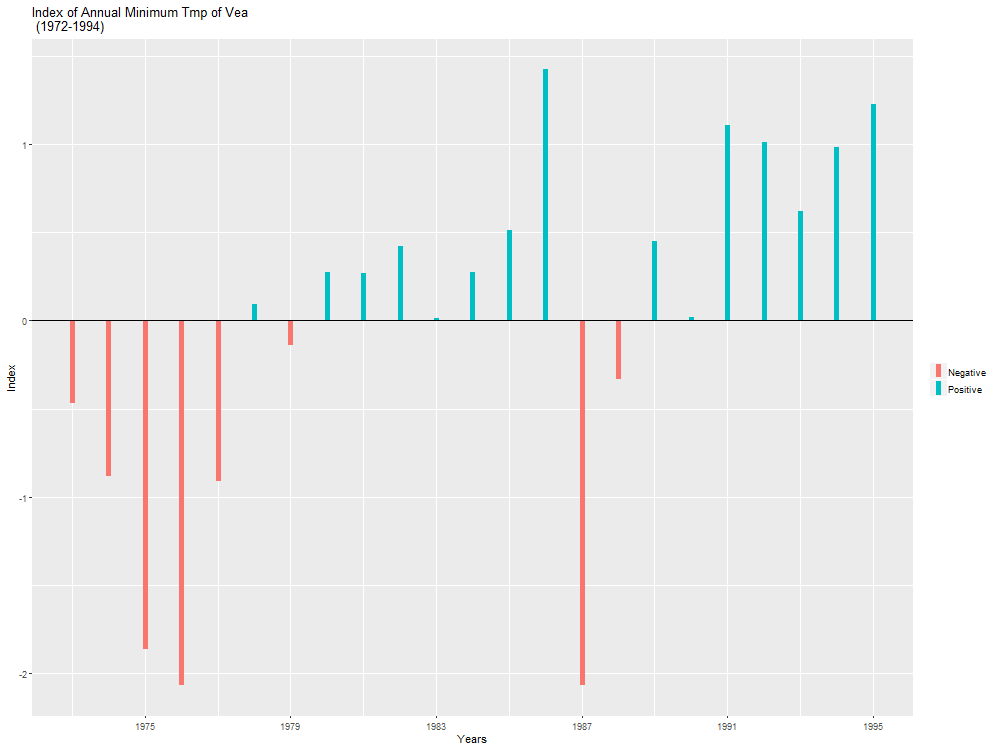 Index of Annual Minimum Tmp of Vea
(1972-1994)
1
0
-1
-2
Index
Negative
Positive
1975 1979 1983 1987 1991 1995
Years